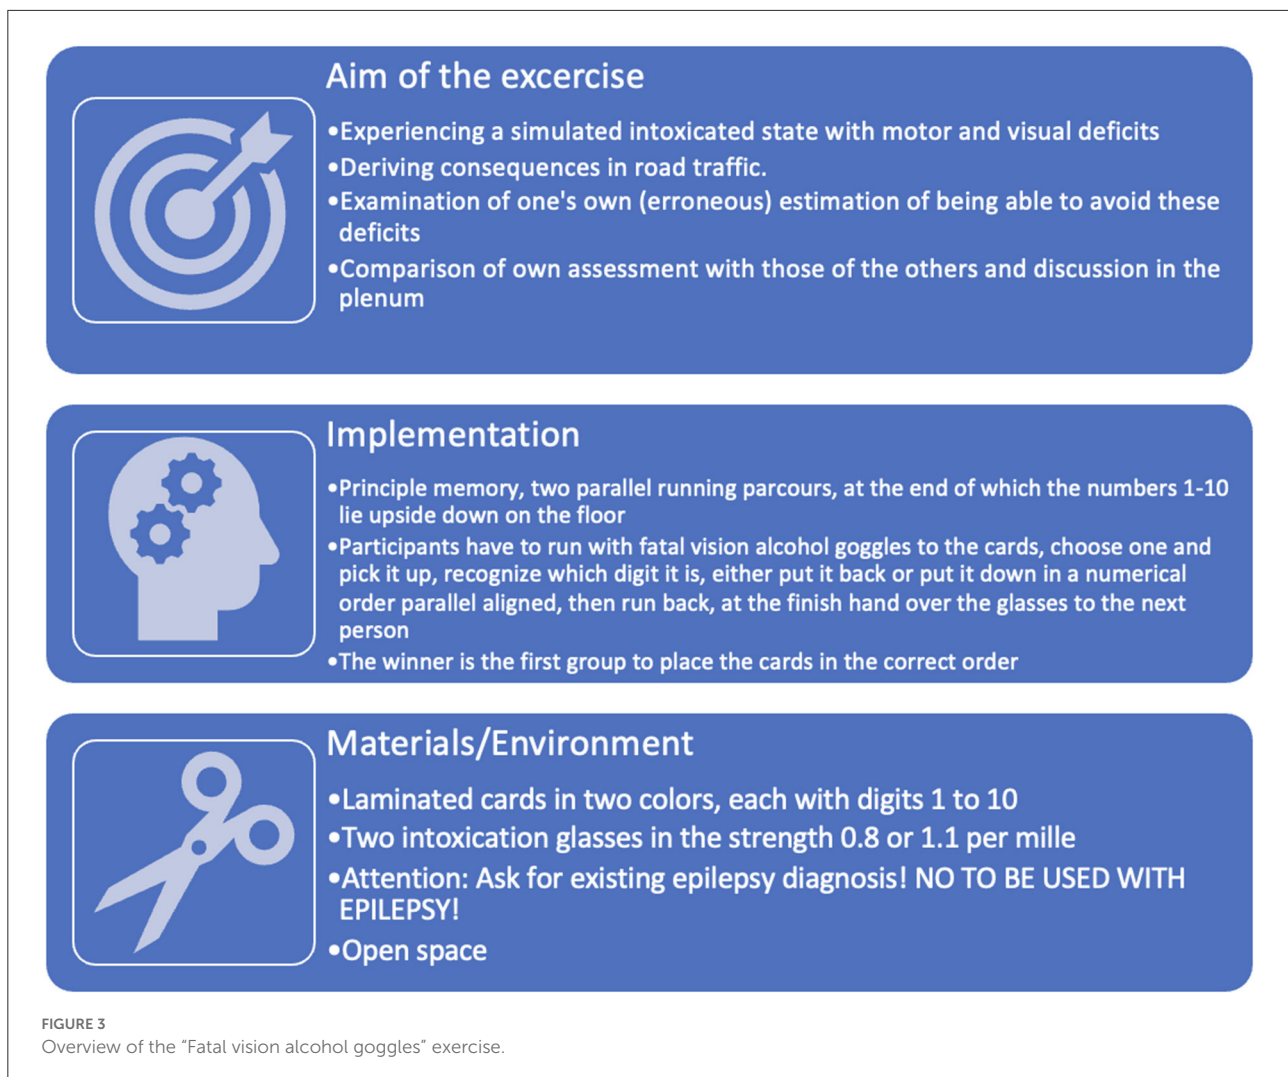 Aim of the excercise
•Experiencing a simulated intoxicated state with motor and visual deficits
•Deriving consequences in road traffic.
•Examination of one's own (erroneous) estimation of being able to avoid these
deficits
•Comparison of own assessment with those of the others and discussion in the
plenum
Implementation
•Principle memory, two parallel running parcours, at the end of which the numbers 1-10
lie upside down on the floor
•Participants have to run with fatal vision alcohol goggles to the cards, choose one and
pick it up, recognize which digit it is, either put it back or put it down in a numerical
order parallel aligned, then run back, at the finish hand over the glasses to the next
person
•The winner is the first group to place the cards in the correct order
Materials/Environment
•Laminated cards in two colors, each with digits 1 to 10
•Two intoxication glasses in the strength 0.8 or 1.1 per mille
•Attention: Ask for existing epilepsy diagnosis! NO TO BE USED WITH
EPILEPSY!
•Open space
FIGURE 3
Overview of the “Fatal vision alcohol goggles” exercise.